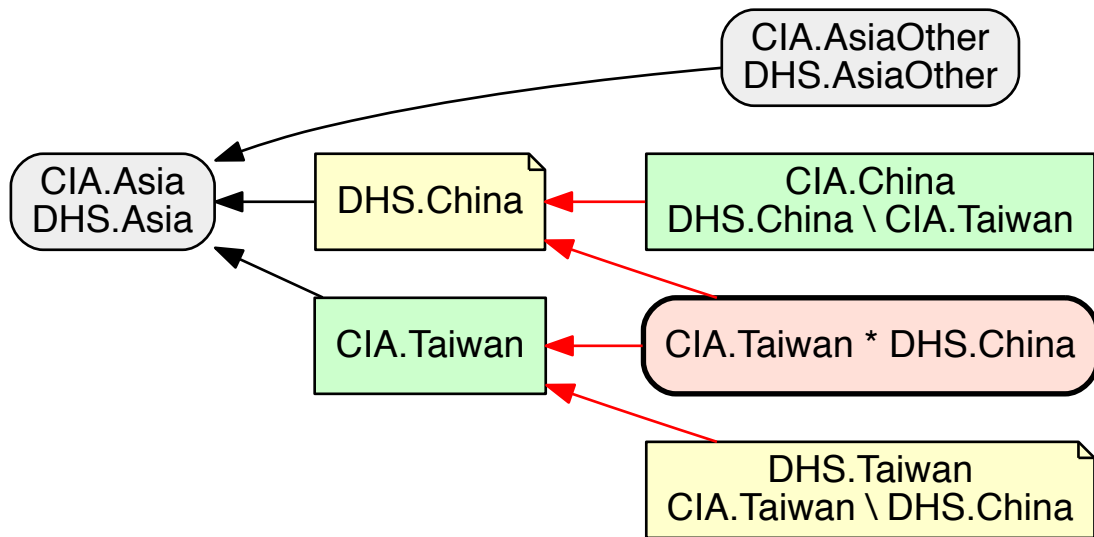 CIA.AsiaOther
DHS.AsiaOther
CIA.Asia
DHS.Asia
DHS.China
CIA.China
DHS.China \ CIA.Taiwan
CIA.Taiwan
CIA.Taiwan * DHS.China
DHS.Taiwan
CIA.Taiwan \ DHS.China